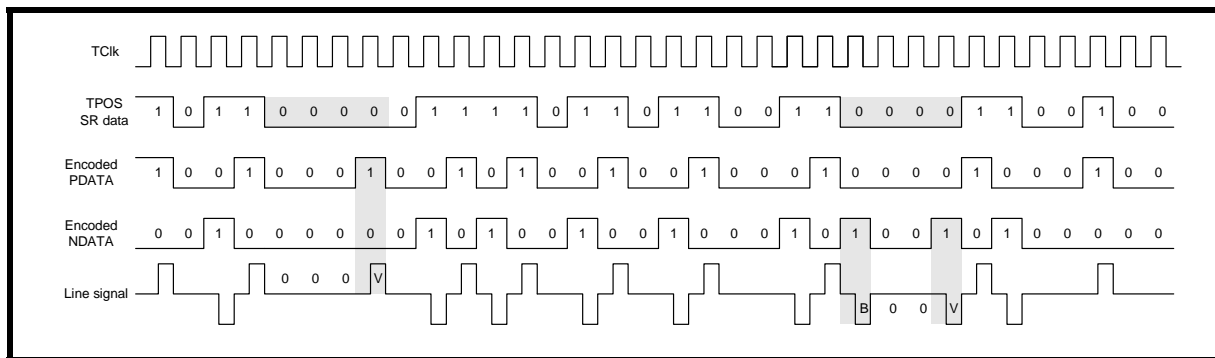 TClk
TPOS
SR data
1 0 1 1 0 0 0 0 0 1 1 1 1 0 1 1 0 1 1 0 0 1 1 0 0 0 0 1 1 0 0 1 0 0
Encoded
PDATA
1 0 0 1 0 0 0 1 0 0 1 0 1 0 0 1 0 0 1 0 0 0 1 0 0 0 0 1 0 0 0 1 0 0
Encoded
NDATA
0 0 1 0 0 0 0 0 0 1 0 1 0 0 1 0 0 1 0 0 0 1 0 1 0 0 1 0 1 0 0 0 0 0
Line signal
0 0 0 V
B 0 0 V